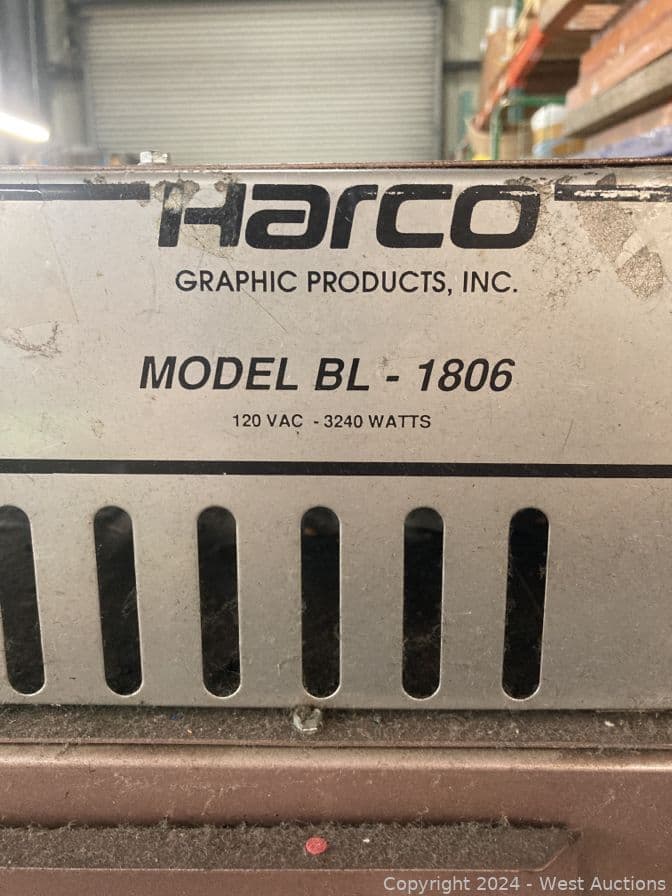 Harco
GRAPHIC PRODUCTS, INC.
MODEL BL - 1806
120 VAC - 3240 WATTS
Copyright 2024 - West Auctions